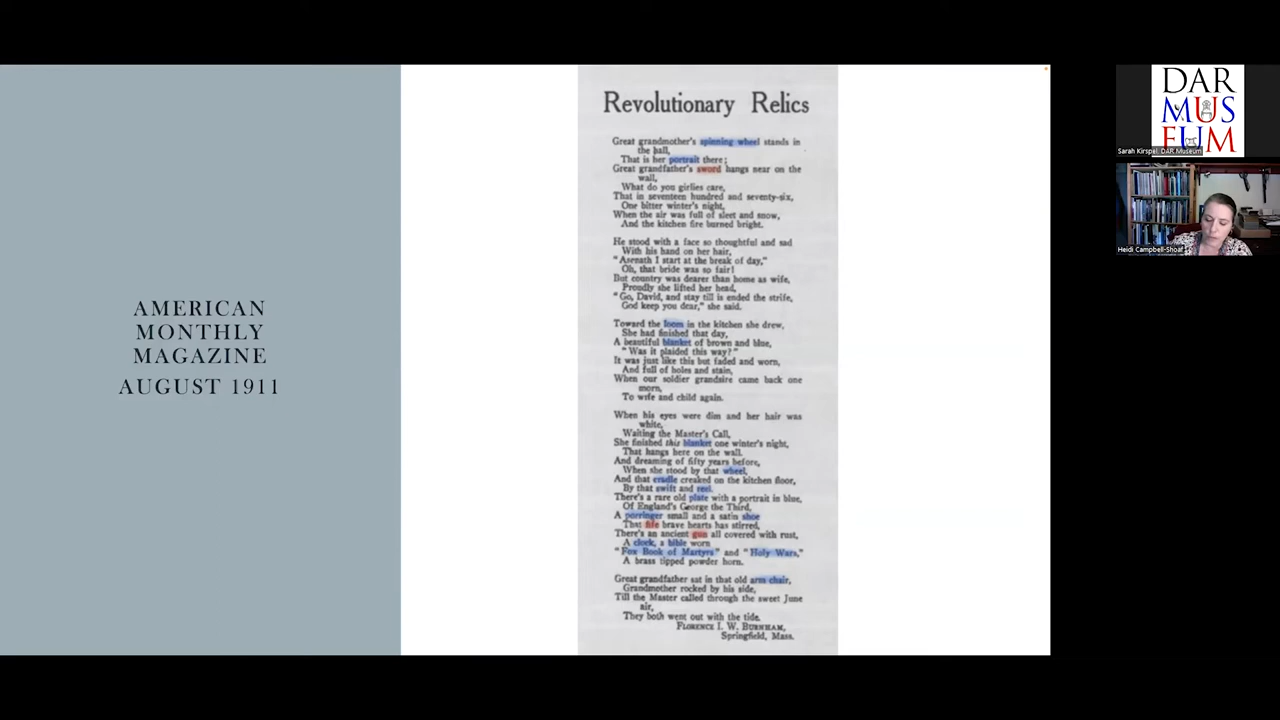 AMERICAN
MONTHLY
MAGAZINE
AUGUST 1911
Revolutionary Relics
Great grandmother's spinning wheel stands in
the hall,
That is her portrait there;
Great grandfather's sword hangs near on the
wall,
What do you girlies care,
That in seventeen hundred and seventy-six,
One bitter winter's night,
When the air was full of sleet and snow,
And the kitchen fire burned bright.
He stood with a face so thoughtful and sad
With his hand on her hair,
"Asenath I start at the break of day,"
Oh, that bride was so fair!
But country was dearer than home as wife,
Proudly she lifted her head,
"Go, David, and stay till is ended the strife,
God keep you dear," she said.
Toward the loom in the kitchen she drew,
She had finished that day,
A beautiful blanket of brown and blue,
"Was it plaided this way?"
It was just like this but faded and worn,
And full of holes and stain,
When our soldier grandsire came back one
morn,
To wife and child again.
When his eyes were dim and her hair was
white,
Waiting the Master's Call,
She finished this blanket one winter's night,
That hangs here on the wall.
And dreaming of fifty years before,
When she stood by that wheel,
And that cradle creaked on the kitchen floor,
By that swift and reel.
There's a rare old plate with a portrait in blue,
Of England's George the Third,
A porringer small and a satin shoe
That fife brave hearts has stirred,
There's an ancient gun all covered with rust,
A clock, a bible worn
"Fox Book of Martyrs" and "Holy Wars,"
A brass tipped powder horn.
Great grandfather sat in that old arm chair,
Grandmother rocked by his side,
Till the Master called through the sweet June
air,
They both went out with the tide.
FLORENCE I. W. BURNHAM,
Springfield, Mass.
DAR
MUS
EUM
Sarah Kirspel, DAR Museum
Heidi Campbell-Shoaf